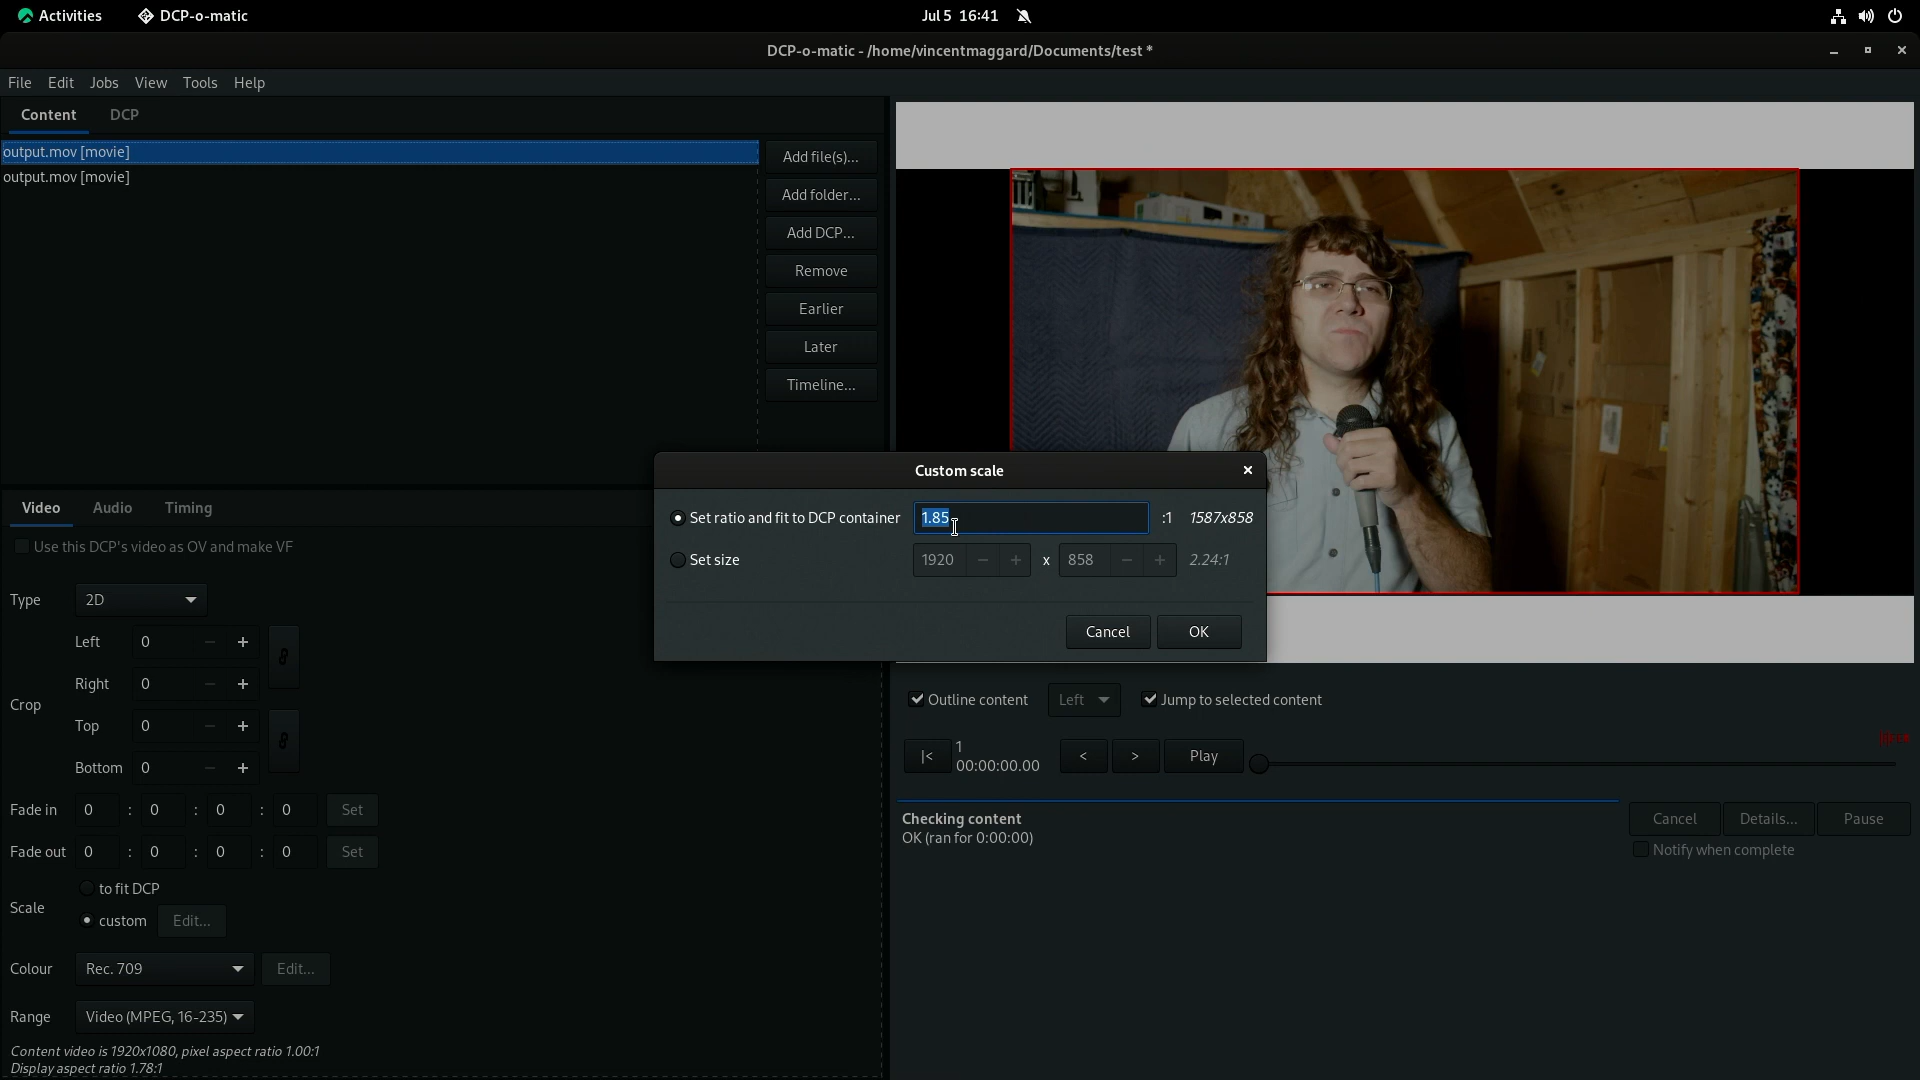 Activities
DCP-o-matic
Jul 5 16:41
DCP-o-matic - /home/vincentmaggard/Documents/test *
File Edit Jobs View Tools Help
Content DCP
output.mov [movie]
output.mov [movie]
Add file(s)...
Add folder...
Add DCP...
Remove
Earlier
Later
Timeline...
Custom scale
Set ratio and fit to DCP container 1.85 :1 1587x858
Set size 1920 - + x 858 - + 2.24:1
Cancel OK
Video Audio Timing
Use this DCP's video as OV and make VF
Type 2D
Crop
Left 0 - +
Right 0 - +
Top 0 - +
Bottom 0 - +
Fade in 0 : 0 : 0 : 0 Set
Fade out 0 : 0 : 0 : 0 Set
Scale
to fit DCP
custom Edit...
Colour Rec. 709 Edit...
Range Video (MPEG, 16-235)
Content video is 1920x1080, pixel aspect ratio 1.00:1
Display aspect ratio 1.78:1
Outline content Left Jump to selected content
|< 1
00:00:00.00
< > Play
Checking content
OK (ran for 0:00:00)
Cancel Details... Pause
Notify when complete